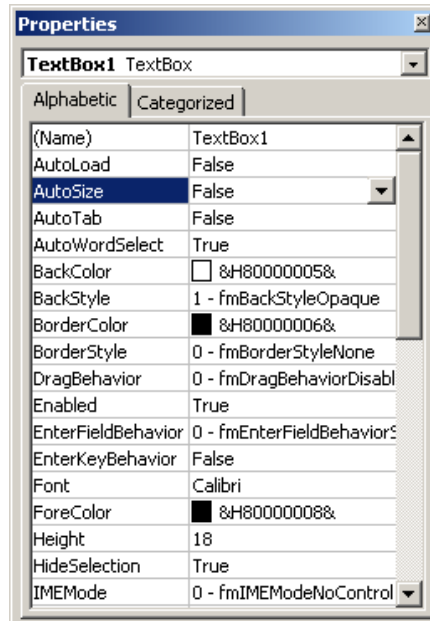 Properties
TextBox1 TextBox
Alphabetic Categorized
(Name) TextBox1
AutoLoad False
AutoSize False
AutoTab False
AutoWordSelect True
BackColor &H80000005&
BackStyle 1 - fmBackStyleOpaque
BorderColor &H80000006&
BorderStyle 0 - fmBorderStyleNone
DragBehavior 0 - fmDragBehaviorDisabl
Enabled True
EnterFieldBehavior 0 - fmEnterFieldBehaviorS
EnterKeyBehavior False
Font Calibri
ForeColor &H80000008&
Height 18
HideSelection True
IMEMode 0 - fmIMEModeNoControl